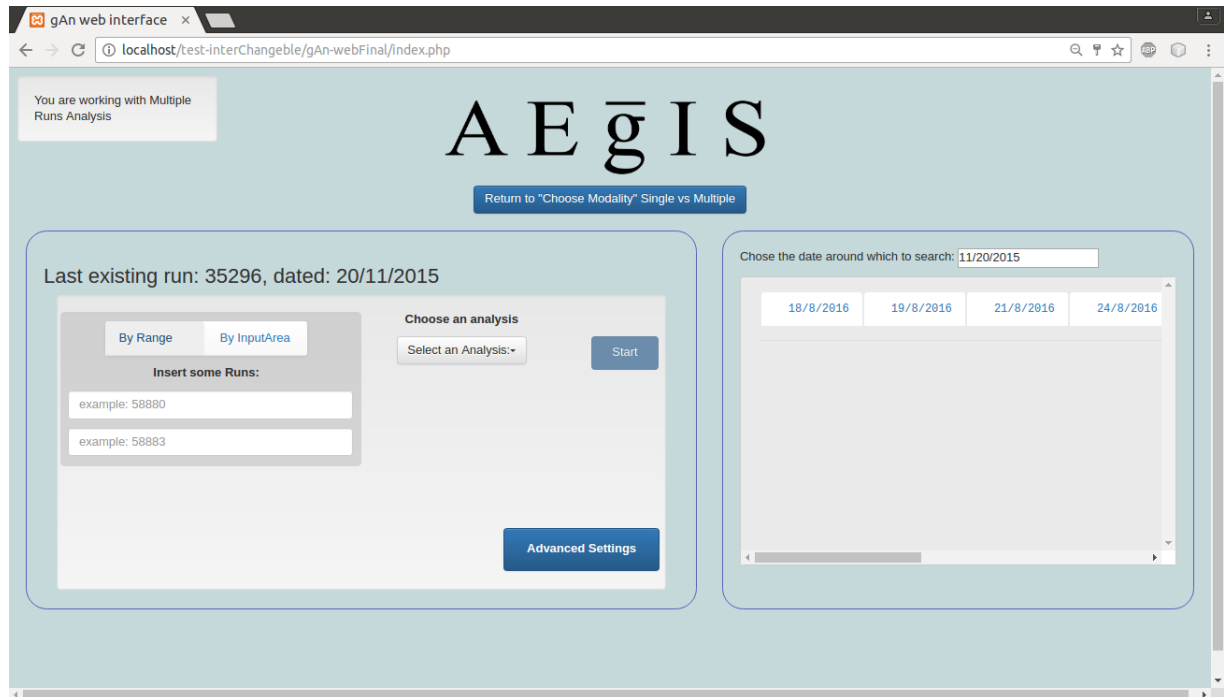 gAn web interface
localhost/test-interChangeble/gAn-webFinal/index.php
ABP
You are working with Multiple
Runs Analysis
A E g̅ I S
Return to "Choose Modality" Single vs Multiple
Last existing run: 35296, dated: 20/11/2015
By Range
By InputArea
Insert some Runs:
example: 58880
example: 58883
Choose an analysis
Select an Analysis:
Start
Advanced Settings
Chose the date around which to search: 11/20/2015
18/8/2016 19/8/2016 21/8/2016 24/8/2016